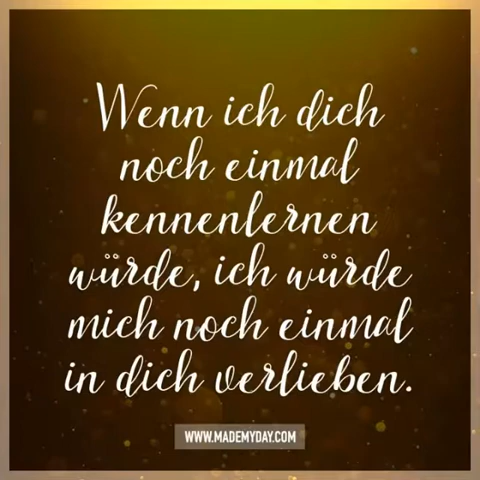 Wenn ich dich
noch einmal
kennenlernen
würde, ich würde
mich noch einmal
in dich verlieben.
WWW.MADEMYDAY.COM